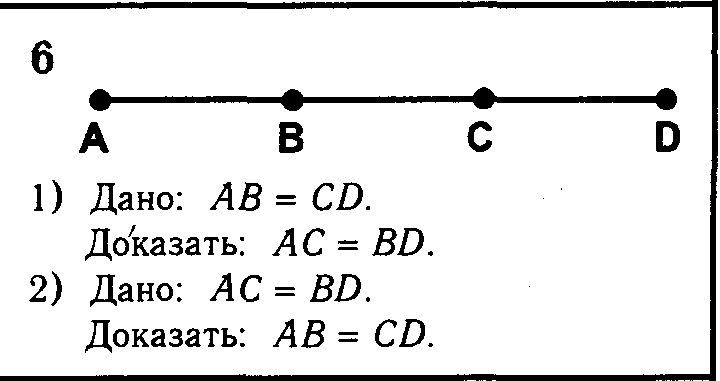 6
A B C D
1) Дано: AB = CD.
Доказать: AC = BD.
2) Дано: AC = BD.
Доказать: AB = CD.